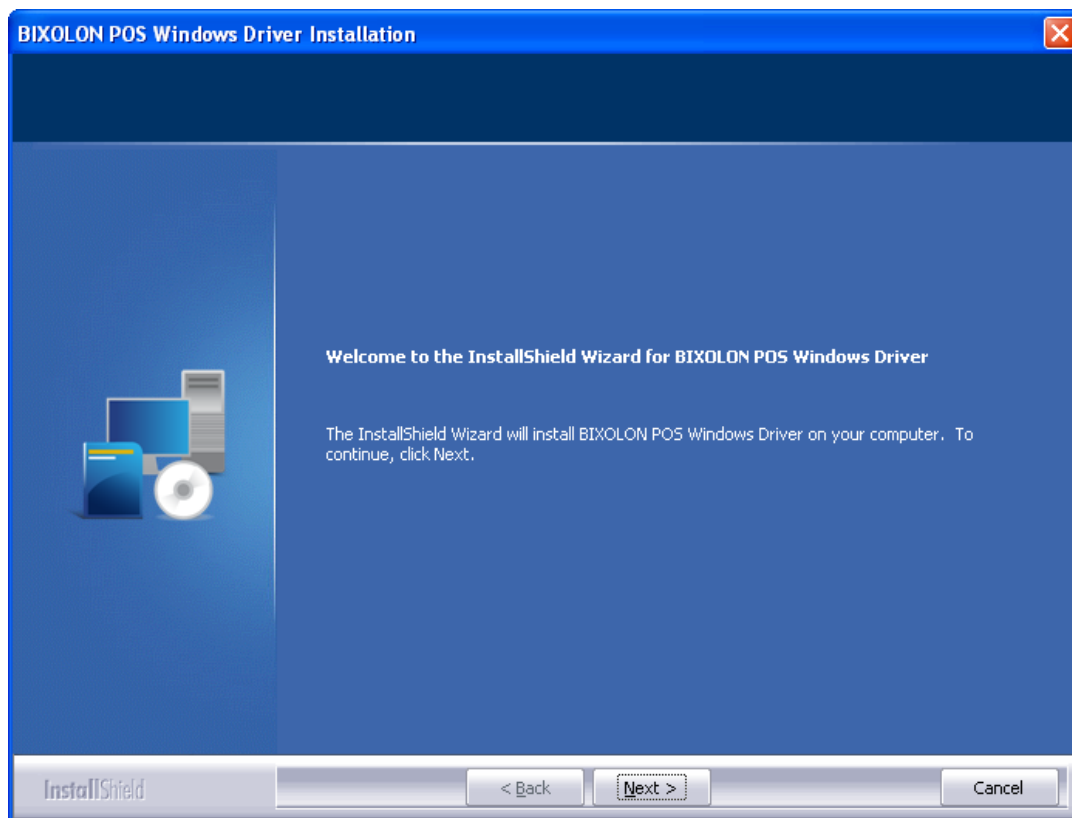 BIXOLON POS Windows Driver Installation
Welcome to the InstallShield Wizard for BIXOLON POS Windows Driver
The InstallShield Wizard will install BIXOLON POS Windows Driver on your computer. To
continue, click Next.
InstallShield
< Back
Next >
Cancel